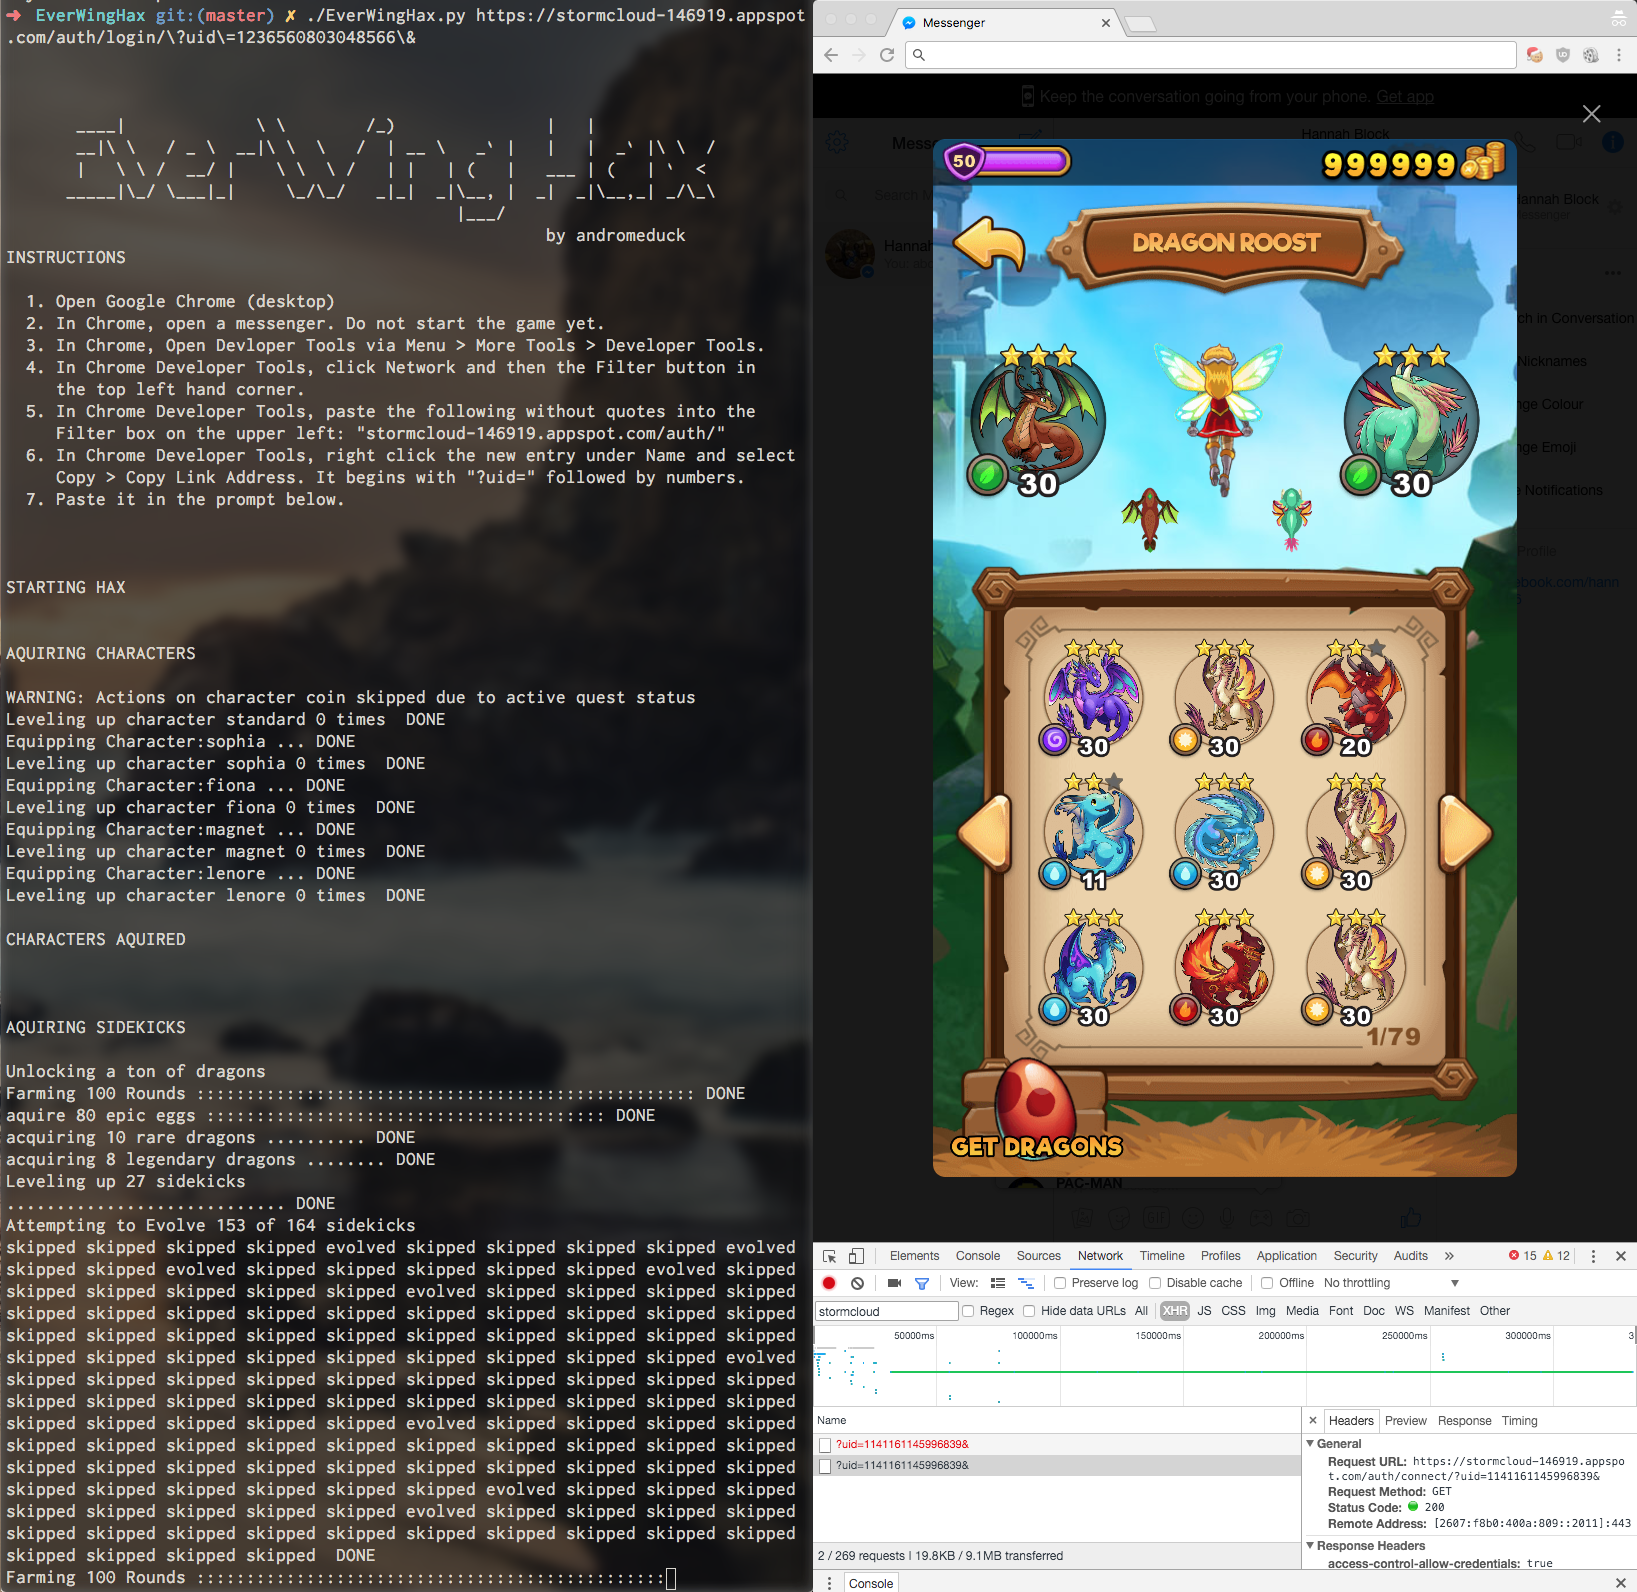 ➜ EverWingHax git:(master) ✗ ./EverWingHax.py https://stormcloud-146919.appspot
.com/auth/login/\?uid\=1236560803048566\&
by andromeduck
INSTRUCTIONS
1. Open Google Chrome (desktop)
2. In Chrome, open a messenger. Do not start the game yet.
3. In Chrome, Open Devloper Tools via Menu > More Tools > Developer Tools.
4. In Chrome Developer Tools, click Network and then the Filter button in
the top left hand corner.
5. In Chrome Developer Tools, paste the following without quotes into the
Filter box on the upper left: "stormcloud-146919.appspot.com/auth/"
6. In Chrome Developer Tools, right click the new entry under Name and select
Copy > Copy Link Address. It begins with "?uid=" followed by numbers.
7. Paste it in the prompt below.
STARTING HAX
AQUIRING CHARACTERS
WARNING: Actions on character coin skipped due to active quest status
Leveling up character standard 0 times  DONE
Equipping Character:sophia ... DONE
Leveling up character sophia 0 times  DONE
Equipping Character:fiona ... DONE
Leveling up character fiona 0 times  DONE
Equipping Character:magnet ... DONE
Leveling up character magnet 0 times  DONE
Equipping Character:lenore ... DONE
Leveling up character lenore 0 times  DONE
CHARACTERS AQUIRED
AQUIRING SIDEKICKS
Unlocking a ton of dragons
Farming 100 Rounds :::::::::::::::::::::::::::::::::::::::::::::::::: DONE
aquire 80 epic eggs :::::::::::::::::::::::::::::::::::::::: DONE
acquiring 10 rare dragons .......... DONE
acquiring 8 legendary dragons ........ DONE
Leveling up 27 sidekicks
............................ DONE
Attempting to Evolve 153 of 164 sidekicks
skipped skipped skipped skipped evolved skipped skipped skipped skipped evolved
skipped skipped evolved skipped skipped skipped skipped skipped evolved skipped
skipped skipped skipped skipped skipped evolved skipped skipped skipped skipped
skipped skipped skipped skipped skipped skipped skipped skipped skipped skipped
skipped skipped skipped skipped skipped skipped skipped skipped skipped skipped
skipped skipped skipped skipped skipped skipped skipped skipped skipped evolved
skipped skipped skipped skipped skipped skipped skipped skipped skipped skipped
skipped skipped skipped skipped skipped skipped skipped skipped skipped skipped
skipped skipped skipped skipped skipped evolved skipped skipped skipped skipped
skipped skipped skipped skipped skipped skipped skipped skipped skipped skipped
skipped skipped skipped skipped skipped skipped skipped skipped skipped skipped
skipped skipped skipped skipped skipped skipped evolved skipped skipped skipped
skipped skipped skipped skipped skipped evolved skipped skipped skipped skipped
skipped skipped skipped skipped skipped skipped skipped skipped skipped skipped
skipped skipped skipped skipped  DONE
Farming 100 Rounds :::::::::::::::::::::::::::::::::::::::::::::::
Messenger
Keep the conversation going from your phone. Get app
Hannah Block
50
999999
DRAGON ROOST
Search M
Hannah Block
Hannah
30
30
ch in Conversation
Nicknames
nge Colour
nge Emoji
Notifications
Profile
30
30
20
11
30
30
30
30
30
1/79
GET DRAGONS
PAC-MAN
Elements Console Sources Network Timeline Profiles Application Security Audits » 15 12
View: Preserve log Disable cache Offline No throttling
stormcloud Regex Hide data URLs All XHR JS CSS Img Media Font Doc WS Manifest Other
50000ms 100000ms 150000ms 200000ms 250000ms 300000ms 3
Name
?uid=1141161145996839&
?uid=1141161145996839&
2 / 269 requests | 19.8KB / 9.1MB transferred
Headers Preview Response Timing
General
Request URL: https://stormcloud-146919.appspo
t.com/auth/connect/?uid=1141161145996839&
Request Method: GET
Status Code: 200
Remote Address: [2607:f8b0:400a:809::2011]:443
Response Headers
access-control-allow-credentials: true
Console